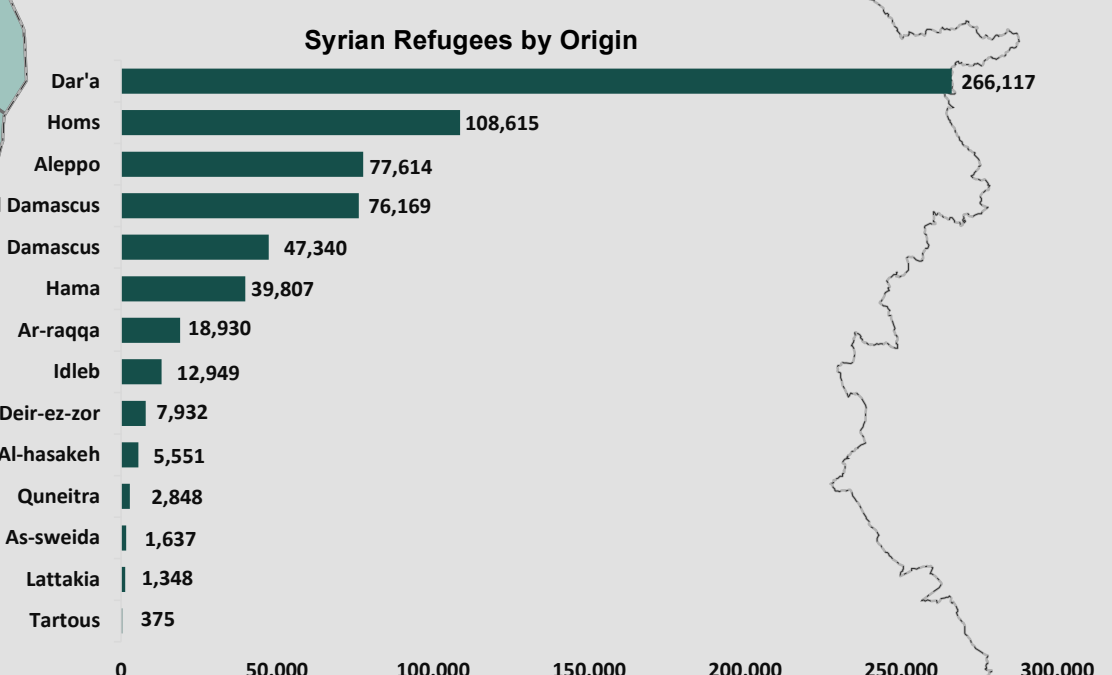 Syrian Refugees by Origin
Dar'a 266,117
Homs 108,615
Aleppo 77,614
Damascus 76,169
Damascus 47,340
Hama 39,807
Ar-raqqa 18,930
Idleb 12,949
Deir-ez-zor 7,932
Al-hasakeh 5,551
Quneitra 2,848
As-sweida 1,637
Lattakia 1,348
Tartous 375
0 50,000 100,000 150,000 200,000 250,000 300,000